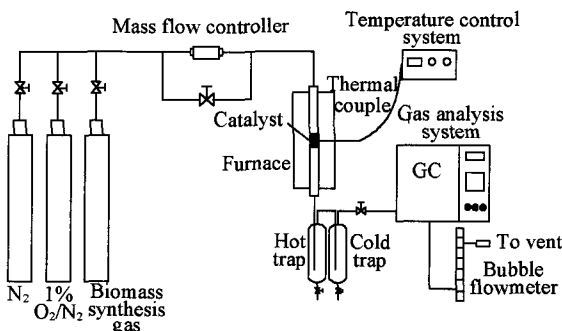 Mass flow controller
Temperature control
system
Thermal
couple
Catalyst
Furnace
Gas analysis
system
GC
Hot
trap
Cold
trap
To vent
Bubble
flowmeter
N₂
1%
O₂/N₂
Biomass
synthesis
gas